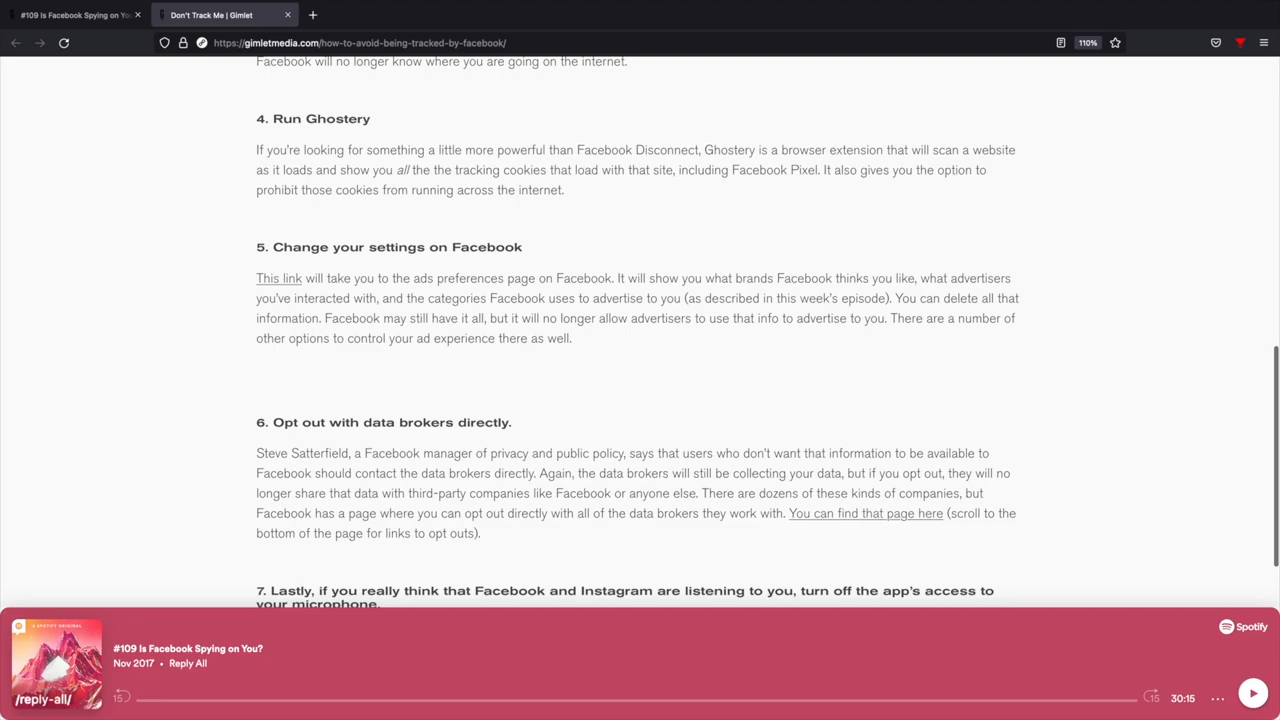 #109 Is Facebook Spying on You
Don't Track Me | Gimlet
https://gimletmedia.com/how-to-avoid-being-tracked-by-facebook/
110%
Facebook will no longer know where you are going on the internet.
4. Run Ghostery
If you're looking for something a little more powerful than Facebook Disconnect, Ghostery is a browser extension that will scan a website
as it loads and show you all the the tracking cookies that load with that site, including Facebook Pixel. It also gives you the option to
prohibit those cookies from running across the internet.
5. Change your settings on Facebook
This link will take you to the ads preferences page on Facebook. It will show you what brands Facebook thinks you like, what advertisers
you've interacted with, and the categories Facebook uses to advertise to you (as described in this week's episode). You can delete all that
information. Facebook may still have it all, but it will no longer allow advertisers to use that info to advertise to you. There are a number of
other options to control your ad experience there as well.
6. Opt out with data brokers directly.
Steve Satterfield, a Facebook manager of privacy and public policy, says that users who don't want that information to be available to
Facebook should contact the data brokers directly. Again, the data brokers will still be collecting your data, but if you opt out, they will no
longer share that data with third-party companies like Facebook or anyone else. There are dozens of these kinds of companies, but
Facebook has a page where you can opt out directly with all of the data brokers they work with. You can find that page here (scroll to the
bottom of the page for links to opt outs).
7. Lastly, if you really think that Facebook and Instagram are listening to you, turn off the app's access to
your microphone.
A SPOTIFY ORIGINAL
/reply-all/
#109 Is Facebook Spying on You?
Nov 2017 • Reply All
Spotify
15
15
30:15